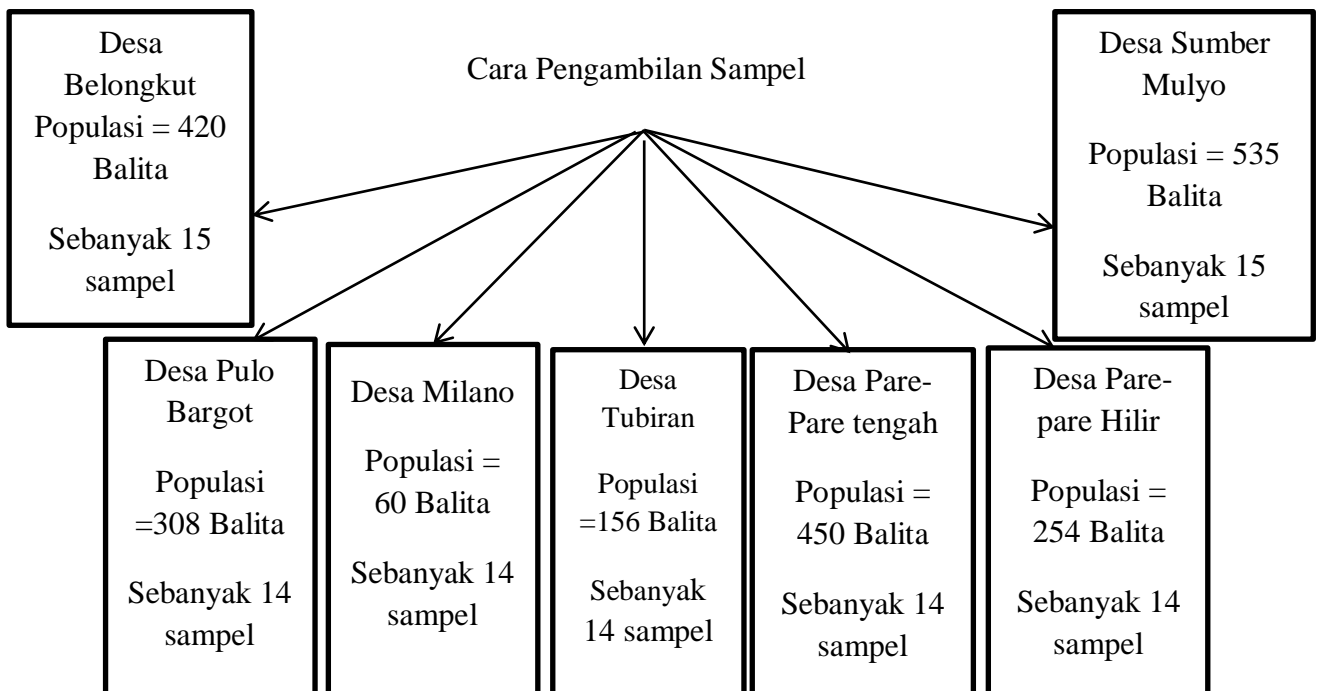 Cara Pengambilan Sampel
Desa
Belongkut
Populasi = 420
Balita
Sebanyak 15
sampel
Desa Sumber
Mulyo
Populasi = 535
Balita
Sebanyak 15
sampel
Desa Pulo
Bargot
Populasi
=308 Balita
Sebanyak 14
sampel
Desa Milano
Populasi =
60 Balita
Sebanyak 14
sampel
Desa
Tubiran
Populasi
=156 Balita
Sebanyak
14 sampel
Desa Pare-
Pare tengah
Populasi =
450 Balita
Sebanyak 14
sampel
Desa Pare-
pare Hilir
Populasi =
254 Balita
Sebanyak 14
sampel